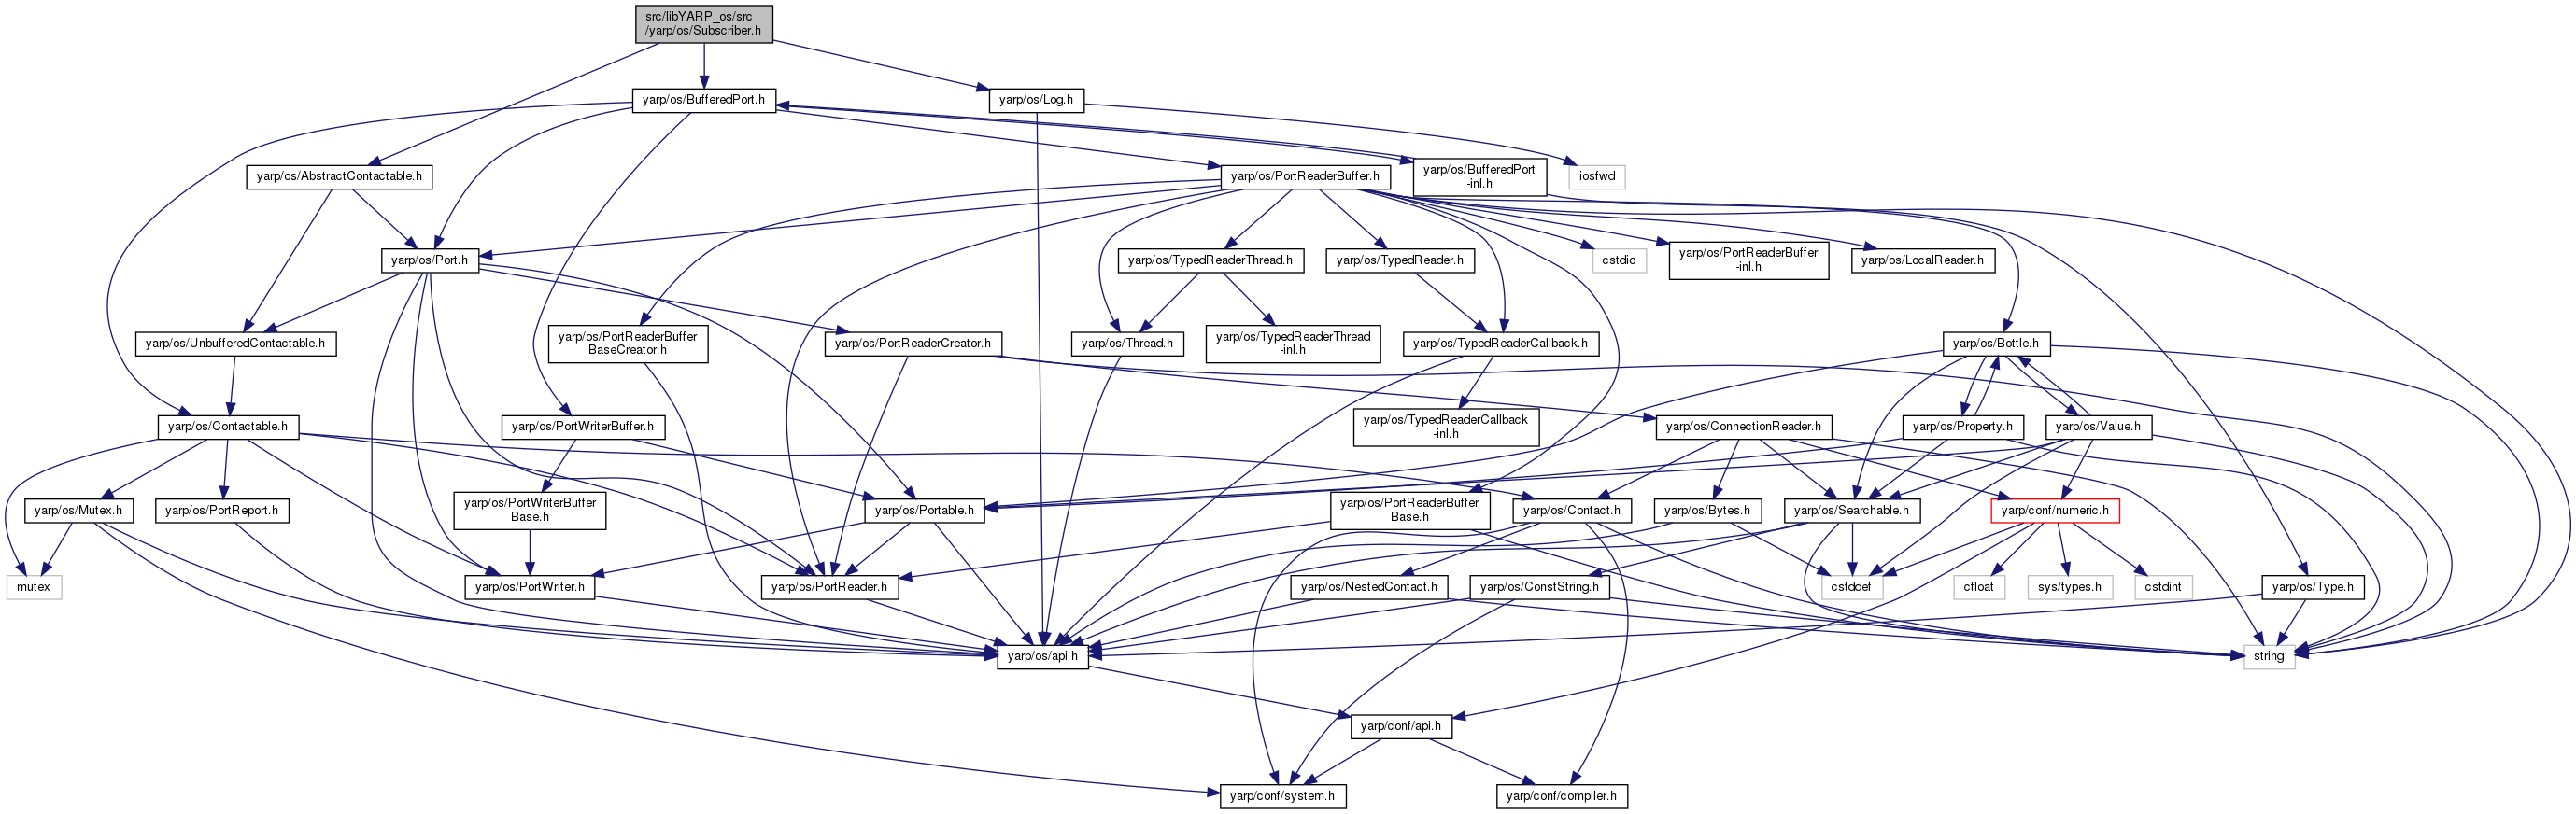 src/libYARP_os/src
/yarp/os/Subscriber.h
yarp/os/BufferedPort.h
yarp/os/Log.h
yarp/os/AbstractContactable.h
yarp/os/PortReaderBuffer.h
yarp/os/BufferedPort
-inl.h
iosfwd
yarp/os/Port.h
yarp/os/TypedReaderThread.h
yarp/os/TypedReader.h
cstdio
yarp/os/PortReaderBuffer
-inl.h
yarp/os/LocalReader.h
yarp/os/UnbufferedContactable.h
yarp/os/PortReaderBuffer
BaseCreator.h
yarp/os/PortReaderCreator.h
yarp/os/Thread.h
yarp/os/TypedReaderThread
-inl.h
yarp/os/TypedReaderCallback.h
yarp/os/Bottle.h
yarp/os/Contactable.h
yarp/os/PortWriterBuffer.h
yarp/os/TypedReaderCallback
-inl.h
yarp/os/ConnectionReader.h
yarp/os/Property.h
yarp/os/Value.h
yarp/os/Mutex.h
yarp/os/PortReport.h
yarp/os/PortWriterBuffer
Base.h
yarp/os/Portable.h
yarp/os/PortReaderBuffer
Base.h
yarp/os/Contact.h
yarp/os/Bytes.h
yarp/os/Searchable.h
yarp/conf/numeric.h
mutex
yarp/os/PortWriter.h
yarp/os/PortReader.h
yarp/os/NestedContact.h
yarp/os/ConstString.h
cstddef
cfloat
sys/types.h
cstdint
yarp/os/Type.h
yarp/os/api.h
string
yarp/conf/api.h
yarp/conf/system.h
yarp/conf/compiler.h